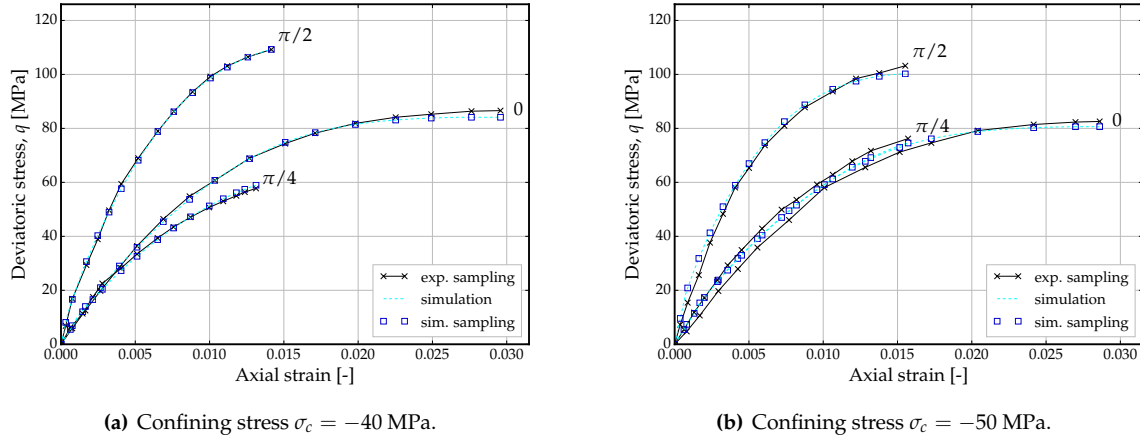 120
100
80
60
40
20
0
Deviatoric stress, q [MPa]
π/2
0
π/4
exp. sampling
simulation
sim. sampling
0.000 0.005 0.010 0.015 0.020 0.025 0.030
Axial strain [-]
(a) Confining stress σc = −40 MPa.
120
100
80
60
40
20
0
Deviatoric stress, q [MPa]
π/2
π/4
0
exp. sampling
simulation
sim. sampling
0.000 0.005 0.010 0.015 0.020 0.025 0.030
Axial strain [-]
(b) Confining stress σc = −50 MPa.